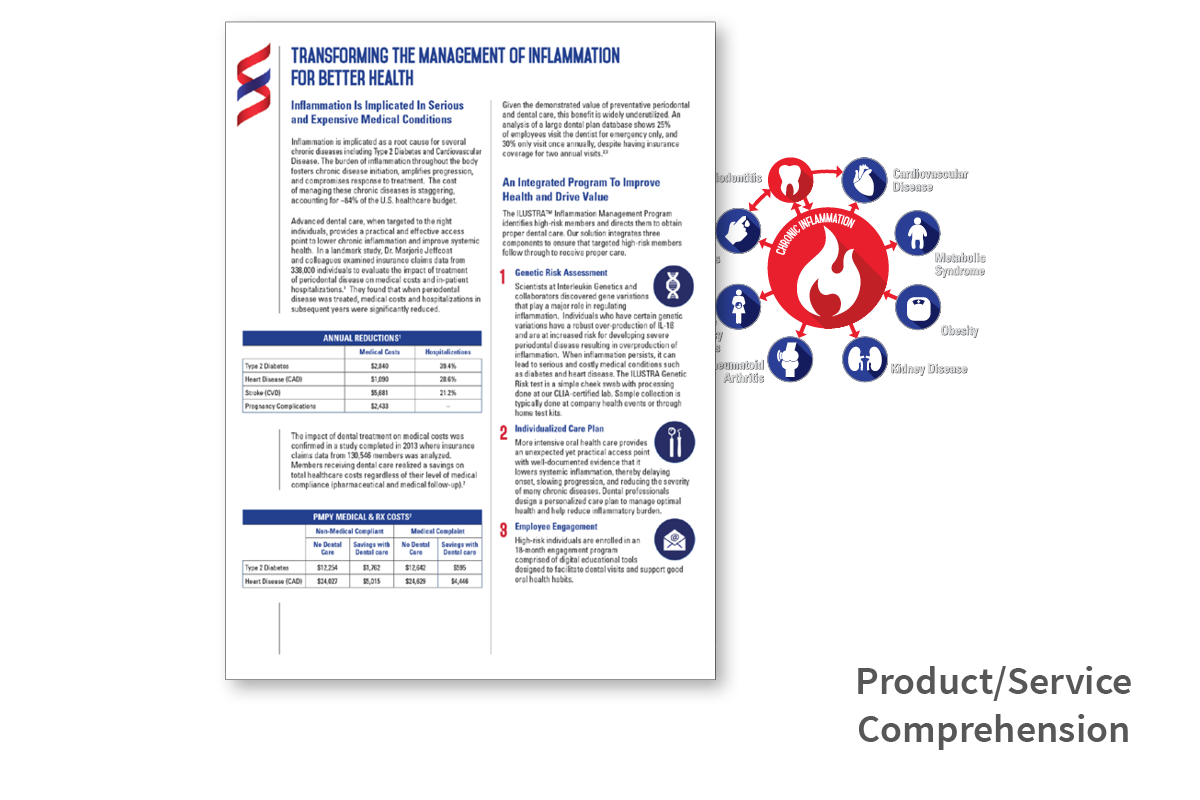 TRANSFORMING THE MANAGEMENT OF INFLAMMATION
FOR BETTER HEALTH
Inflammation Is Implicated In Serious
and Expensive Medical Conditions
Inflammation is implicated as a root cause for several
chronic diseases including Type 2 Diabetes and Cardiovascular
Disease. The burden of inflammation throughout the body
fosters chronic disease initiation, amplifies progression,
and compromises response to treatment. The cost
of managing these chronic diseases is staggering,
accounting for ~84% of the U.S. healthcare budget.
Advanced dental care, when targeted to the right
individuals, provides a practical and effective access
point to lower chronic inflammation and improve systemic
health. In a landmark study, Dr. Marjorie Jeffcoat
and colleagues examined insurance claims data from
338,000 individuals to evaluate the impact of treatment
of periodontal disease on medical costs and in-patient
hospitalizations.¹ They found that when periodontal
disease was treated, medical costs and hospitalizations in
subsequent years were significantly reduced.
ANNUAL REDUCTIONS¹
Medical Costs Hospitalizations
Type 2 Diabetes $2,840 39.4%
Heart Disease (CAD) $1,090 28.6%
Stroke (CVD) $5,681 21.2%
Pregnancy Complications $2,433 –
The impact of dental treatment on medical costs was
confirmed in a study completed in 2013 where insurance
claims data from 130,546 members was analyzed.
Members receiving dental care realized a savings on
total healthcare costs regardless of their level of medical
compliance (pharmaceutical and medical follow-up).²
PMPY MEDICAL & RX COSTS²
Non-Medical Compliant Medical Complaint
No Dental Care Savings with Dental care No Dental Care Savings with Dental care
Type 2 Diabetes $12,254 $1,762 $12,642 $595
Heart Disease (CAD) $24,027 $5,015 $24,629 $4,446
Given the demonstrated value of preventative periodontal
and dental care, this benefit is widely underutilized. An
analysis of a large dental plan database shows 25%
of employees visit the dentist for emergency only, and
30% only visit once annually, despite having insurance
coverage for two annual visits.²,³
An Integrated Program To Improve
Health and Drive Value
The ILUSTRA™ Inflammation Management Program
identifies high-risk members and directs them to obtain
proper dental care. Our solution integrates three
components to ensure that targeted high-risk members
follow through to receive proper care.
1 Genetic Risk Assessment
Scientists at Interleukin Genetics and
collaborators discovered gene variations
that play a major role in regulating
inflammation. Individuals who have certain genetic
variations have a robust over-production of IL-1ß
and are at increased risk for developing severe
periodontal disease resulting in overproduction of
inflammation. When inflammation persists, it can
lead to serious and costly medical conditions such
as diabetes and heart disease. The ILUSTRA Genetic
Risk test is a simple cheek swab with processing
done at our CLIA-certified lab. Sample collection is
typically done at company health events or through
home test kits.
2 Individualized Care Plan
More intensive oral health care provides
an unexpected yet practical access point
with well-documented evidence that it
lowers systemic inflammation, thereby delaying
onset, slowing progression, and reducing the severity
of many chronic diseases. Dental professionals
design a personalized care plan to manage optimal
health and help reduce inflammatory burden.
3 Employee Engagement
High-risk individuals are enrolled in an
18-month engagement program
comprised of digital educational tools
designed to facilitate dental visits and support good
oral health habits.
CHRONIC INFLAMMATION
Cardiovascular
Disease
Metabolic
Syndrome
Obesity
Kidney Disease
Arthritis
Product/Service
Comprehension